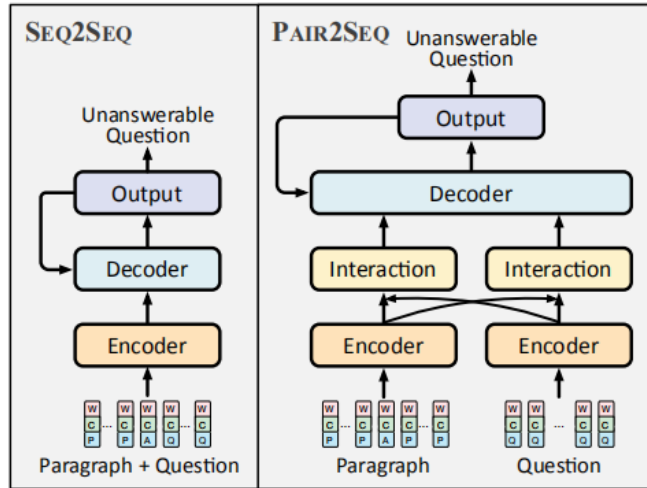 SEQ2SEQ
Unanswerable
Question
Output
Decoder
Encoder
W ... W W W ... W
C C C C C
P P A Q Q
Paragraph + Question
PAIR2SEQ
Unanswerable
Question
Output
Decoder
Interaction Interaction
Encoder Encoder
W ... W W W ... W W W ... W W
C C C C C C C C C
P P A P P Q Q Q Q
Paragraph Question